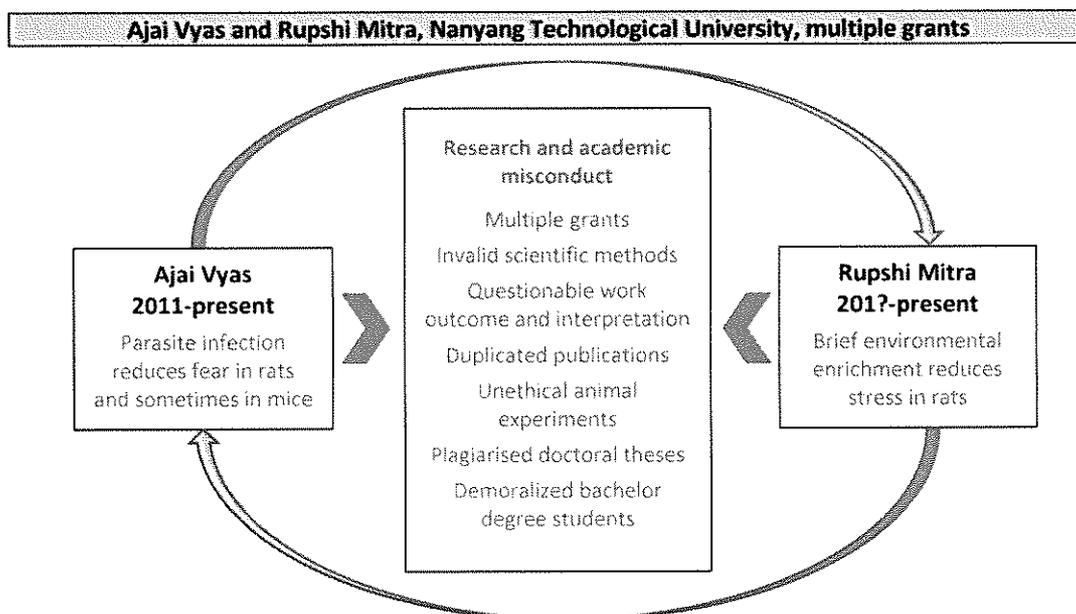 Ajai Vyas and Rupshi Mitra, Nanyang Technological University, multiple grants
Ajai Vyas
2011-present
Parasite infection
reduces fear in rats
and sometimes in mice
Research and academic
misconduct
Multiple grants
Invalid scientific methods
Questionable work
outcome and interpretation
Duplicated publications
Unethical animal
experiments
Plagiarised doctoral theses
Demoralized bachelor
degree students
Rupshi Mitra
201?-present
Brief environmental
enrichment reduces
stress in rats